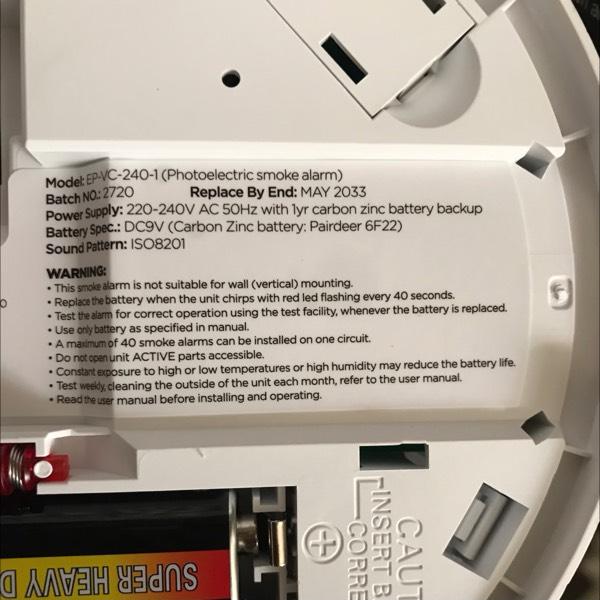 Model: EP-VC-240-1 (Photoelectric smoke alarm)
Batch NO.: 2720 Replace By End: MAY 2033
Power Supply: 220-240V AC 50Hz with 1yr carbon zinc battery backup
Battery Spec.: DC9V (Carbon Zinc battery: Pairdeer 6F22)
Sound Pattern: ISO8201
WARNING:
• This smoke alarm is not suitable for wall (vertical) mounting.
• Replace the battery when the unit chirps with red led flashing every 40 seconds.
• Test the alarm for correct operation using the test facility, whenever the battery is replaced.
• Use only battery as specified in manual.
• A maximum of 40 smoke alarms can be installed on one circuit.
• Do not open unit ACTIVE parts accessible.
• Constant exposure to high or low temperatures or high humidity may reduce the battery life.
• Test weekly, cleaning the outside of the unit each month, refer to the user manual.
• Read the user manual before installing and operating.
CAUT
INSERT B
CORRE
SUPER HEAVY D